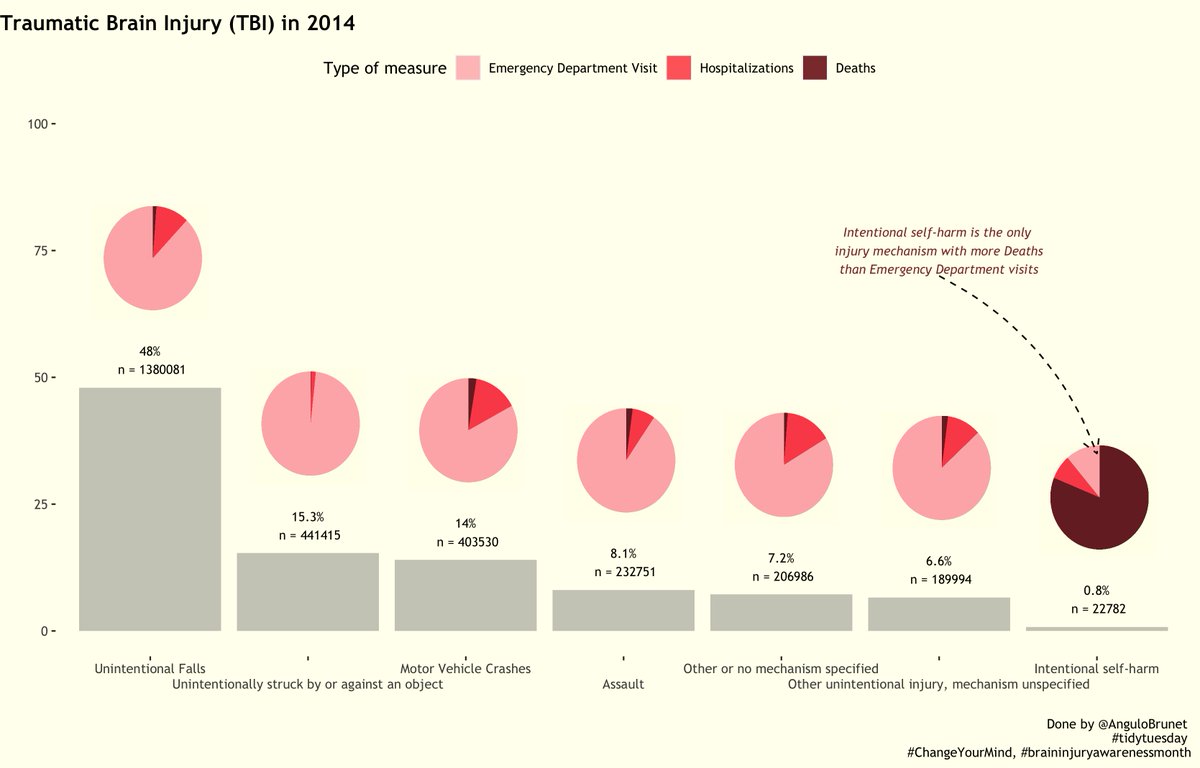 Traumatic Brain Injury (TBI) in 2014
Type of measure Emergency Department Visit Hospitalizations Deaths
100
75
50
25
0
Intentional self-harm is the only
injury mechanism with more Deaths
than Emergency Department visits
48%
n = 1380081
15.3%
n = 441415
14%
n = 403530
8.1%
n = 232751
7.2%
n = 206986
6.6%
n = 189994
0.8%
n = 22782
Unintentional Falls
Unintentionally struck by or against an object
Motor Vehicle Crashes
Assault
Other or no mechanism specified
Other unintentional injury, mechanism unspecified
Intentional self-harm
Done by @AnguloBrunet
#tidytuesday
#ChangeYourMind, #braininjuryawarenessmonth